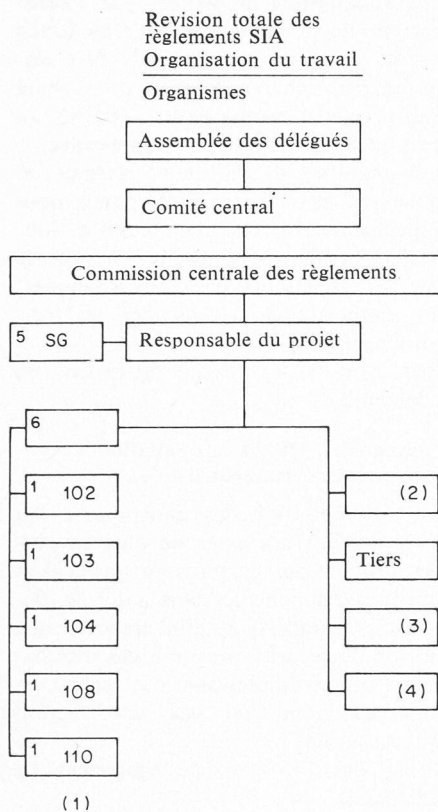 Revision totale des
règlements SIA
Organisation du travail
Organismes
Assemblée des délégués
Comité central
Commission centrale des règlements
5 SG
Responsable du projet
6
1 102
(2)
1 103
Tiers
1 104
(3)
1 108
(4)
1 110
(1)